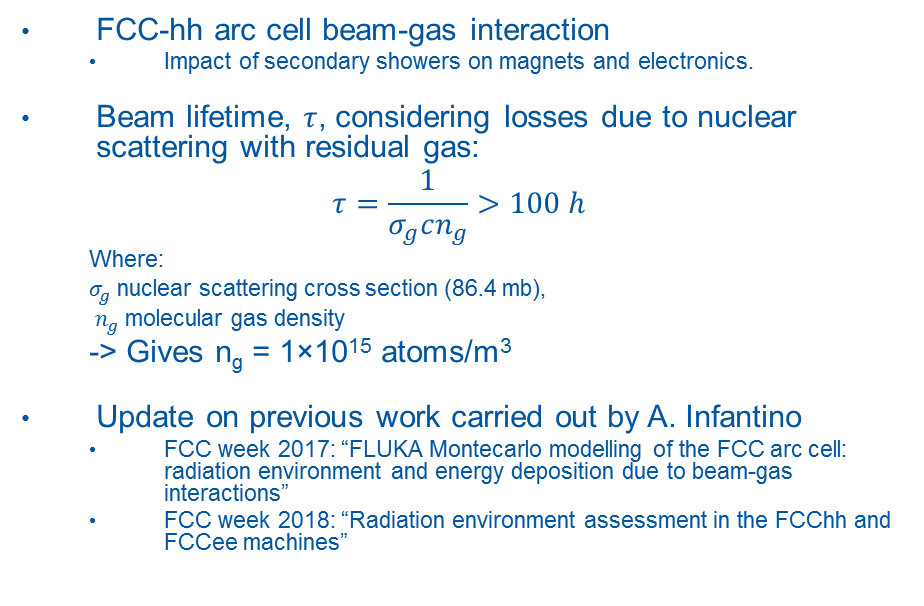 • FCC-hh arc cell beam-gas interaction
• Impact of secondary showers on magnets and electronics.
• Beam lifetime, 𝜏, considering losses due to nuclear
scattering with residual gas:
𝜏 = 1 / (𝜎_g c n_g) > 100 ℎ
Where:
𝜎_g nuclear scattering cross section (86.4 mb),
𝑛_g molecular gas density
-> Gives n_g = 1×10¹⁵ atoms/m³
• Update on previous work carried out by A. Infantino
• FCC week 2017: “FLUKA Montecarlo modelling of the FCC arc cell:
radiation environment and energy deposition due to beam-gas
interactions”
• FCC week 2018: “Radiation environment assessment in the FCChh and
FCCee machines”